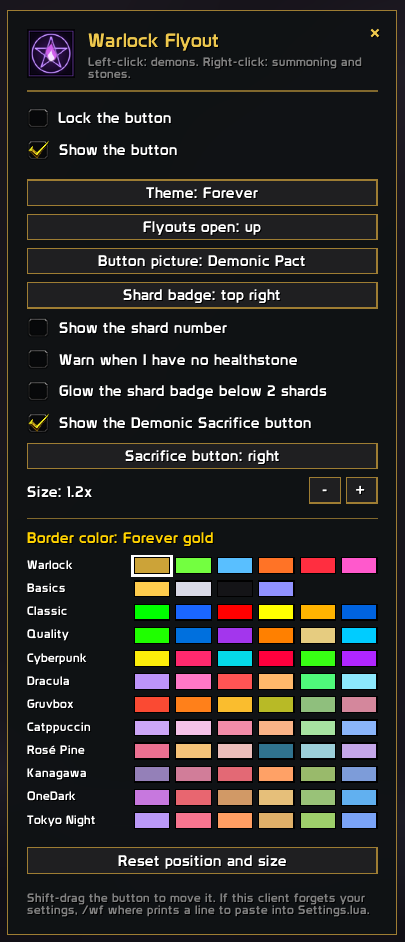 Warlock Flyout
×
Left-click: demons. Right-click: summoning and
stones.
Lock the button
Show the button
Theme: Forever
Flyouts open: up
Button picture: Demonic Pact
Shard badge: top right
Show the shard number
Warn when I have no healthstone
Glow the shard badge below 2 shards
Show the Demonic Sacrifice button
Sacrifice button: right
Size: 1.2x
- +
Border color: Forever gold
Warlock
Basics
Classic
Quality
Cyberpunk
Dracula
Gruvbox
Catppuccin
Rosé Pine
Kanagawa
OneDark
Tokyo Night
Reset position and size
Shift-drag the button to move it. If this client forgets your
settings, /wf where prints a line to paste into Settings.lua.